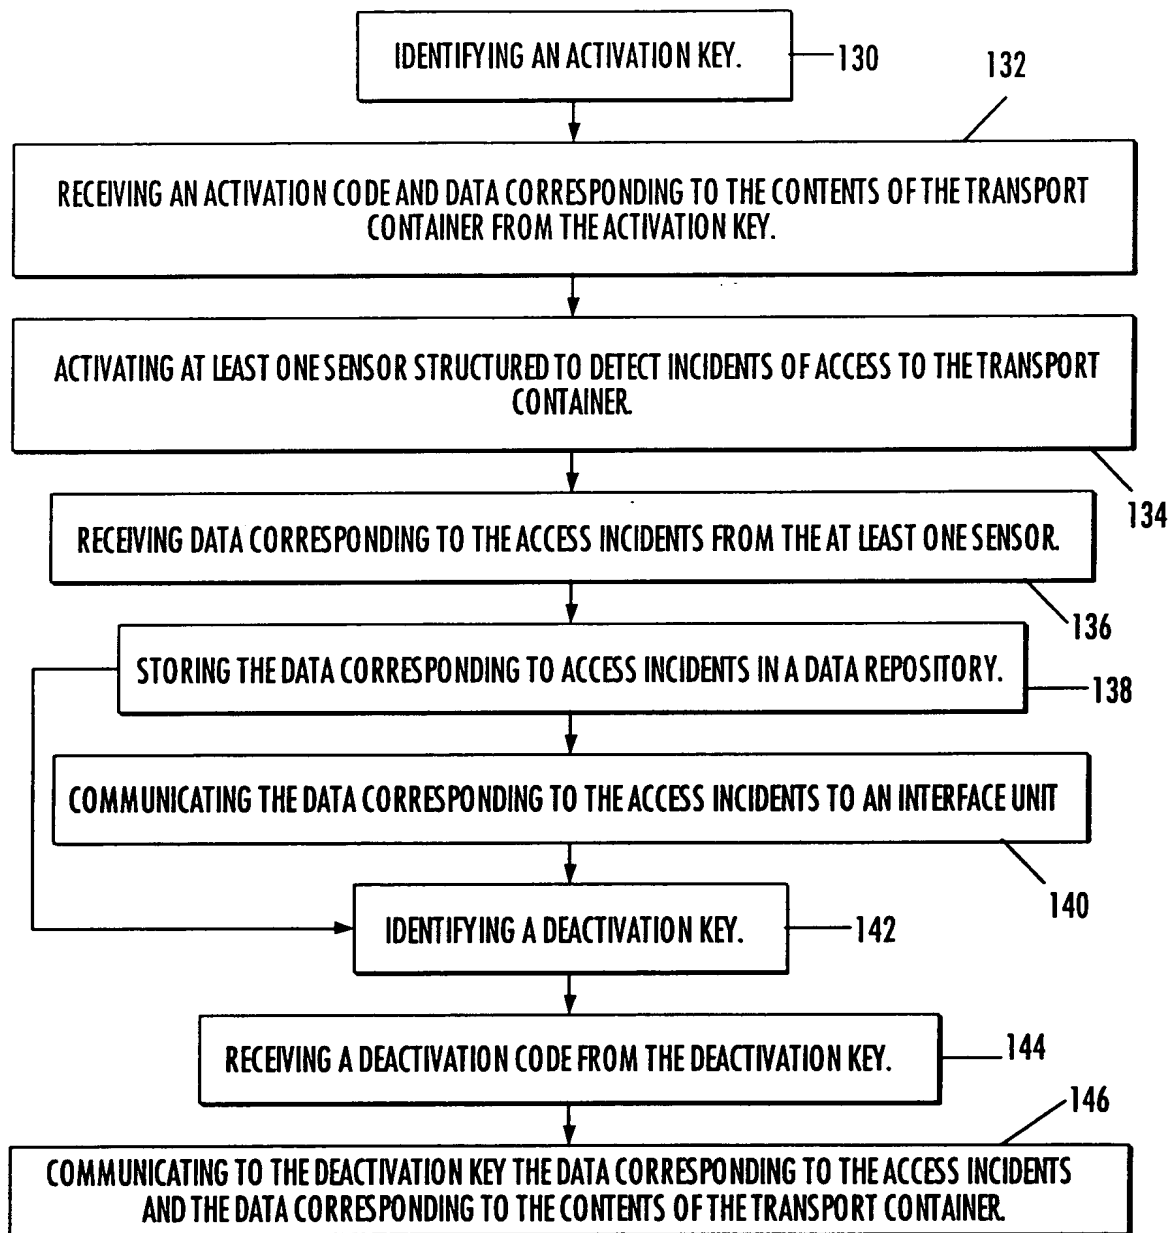 IDENTIFYING AN ACTIVATION KEY.
130
132
RECEIVING AN ACTIVATION CODE AND DATA CORRESPONDING TO THE CONTENTS OF THE TRANSPORT
CONTAINER FROM THE ACTIVATION KEY.
ACTIVATING AT LEAST ONE SENSOR STRUCTURED TO DETECT INCIDENTS OF ACCESS TO THE TRANSPORT
CONTAINER.
134
RECEIVING DATA CORRESPONDING TO THE ACCESS INCIDENTS FROM THE AT LEAST ONE SENSOR.
136
STORING THE DATA CORRESPONDING TO ACCESS INCIDENTS IN A DATA REPOSITORY.
138
COMMUNICATING THE DATA CORRESPONDING TO THE ACCESS INCIDENTS TO AN INTERFACE UNIT
140
IDENTIFYING A DEACTIVATION KEY.
142
RECEIVING A DEACTIVATION CODE FROM THE DEACTIVATION KEY.
144
146
COMMUNICATING TO THE DEACTIVATION KEY THE DATA CORRESPONDING TO THE ACCESS INCIDENTS
AND THE DATA CORRESPONDING TO THE CONTENTS OF THE TRANSPORT CONTAINER.